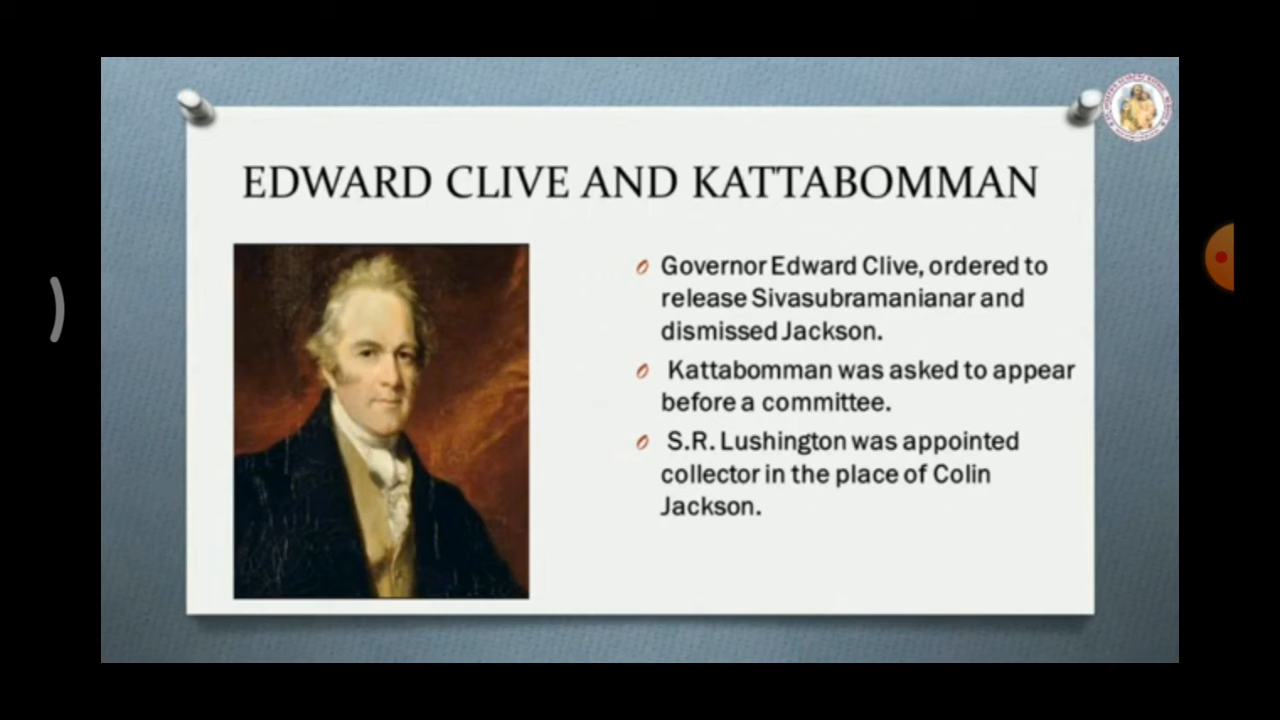 EDWARD CLIVE AND KATTABOMMAN
Governor Edward Clive, ordered to
release Sivasubramanianar and
dismissed Jackson.
Kattabomman was asked to appear
before a committee.
S.R. Lushington was appointed
collector in the place of Colin
Jackson.